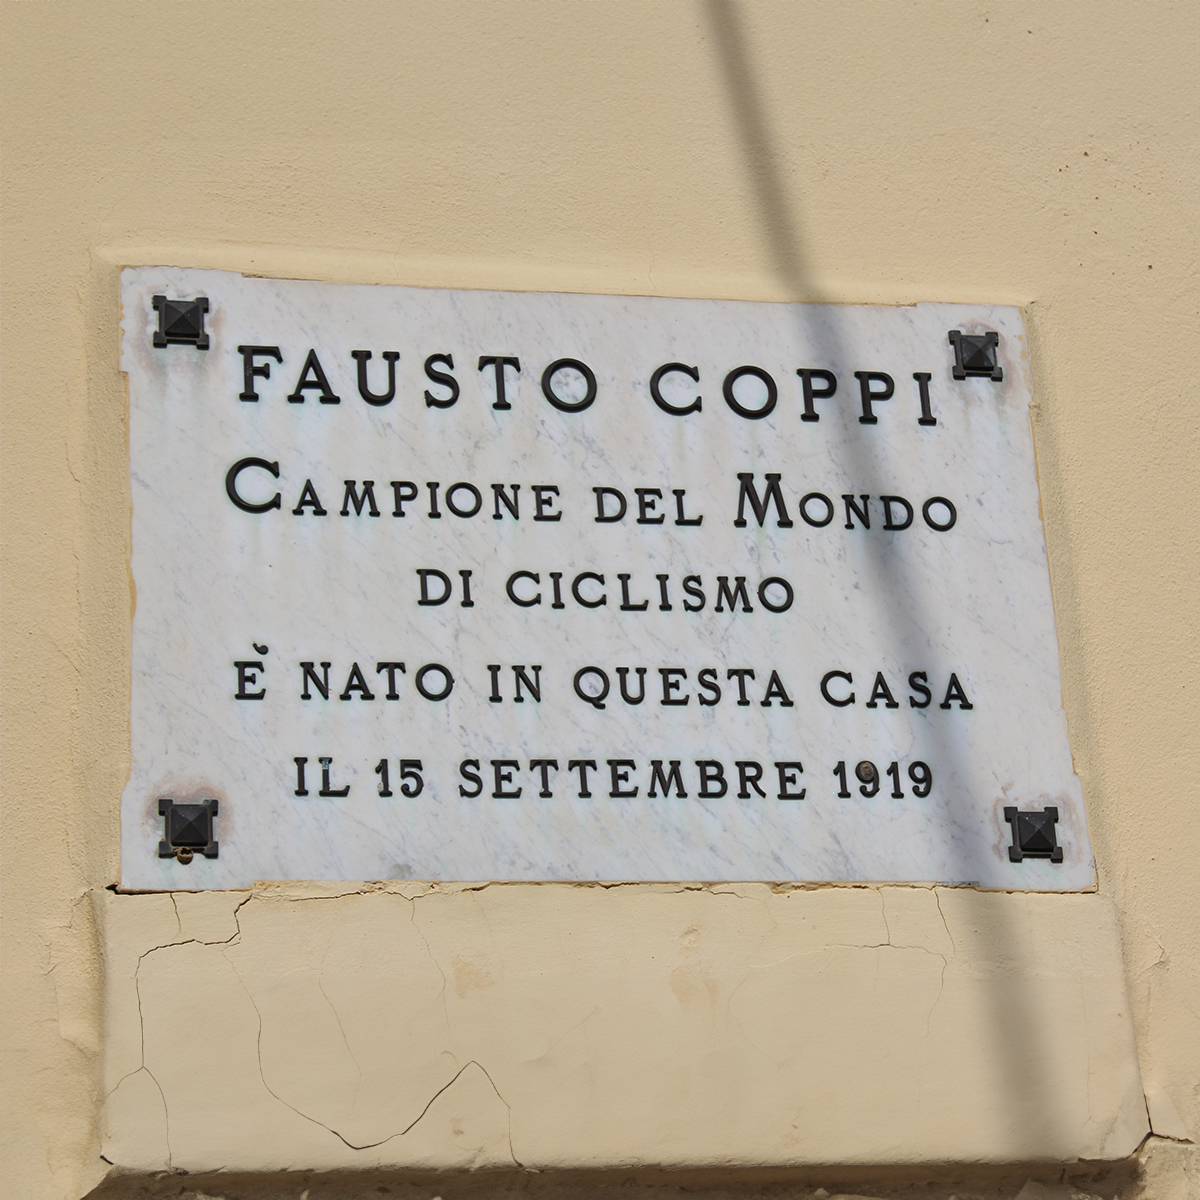 FAUSTO COPPI
CAMPIONE DEL MONDO
DI CICLISMO
È NATO IN QUESTA CASA
IL 15 SETTEMBRE 1919